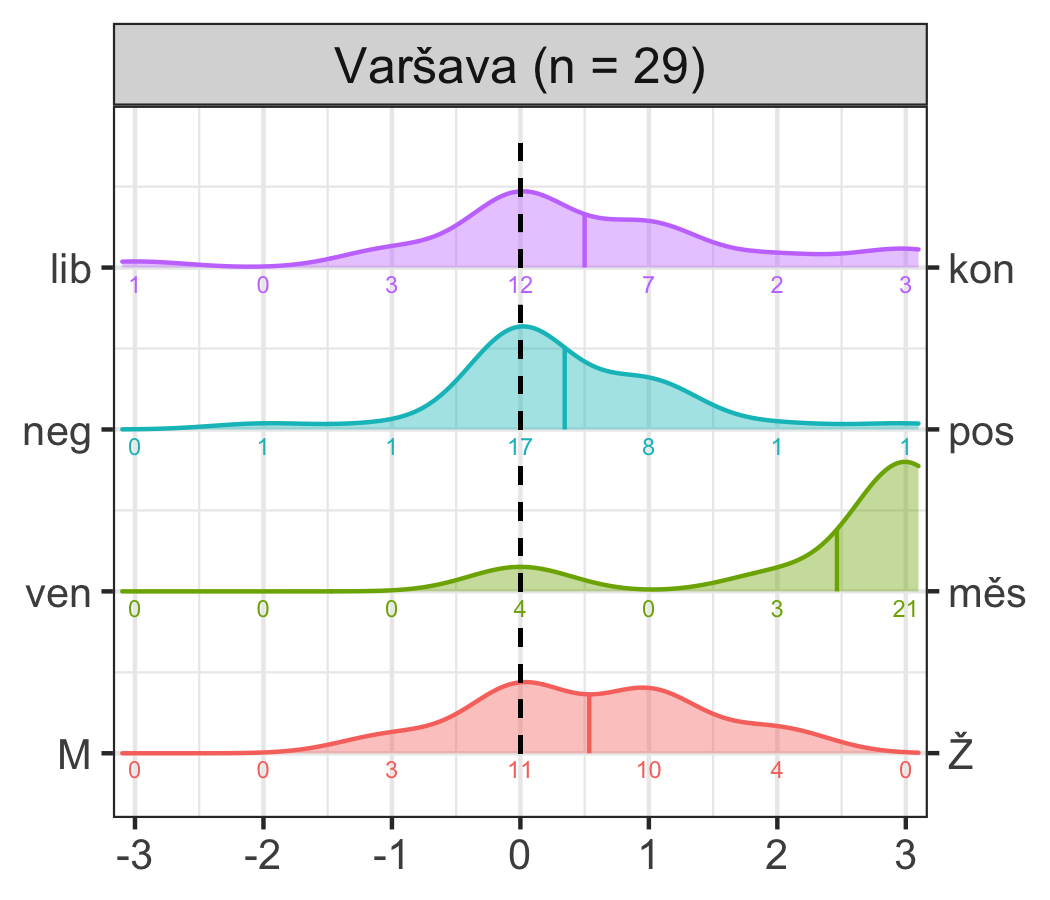 Varšava (n = 29)
lib kon
1 0 3 12 7 2 3
neg pos
0 1 1 17 8 1 1
ven měs
0 0 0 4 0 3 21
M Ž
0 0 3 11 10 4 0
-3 -2 -1 0 1 2 3